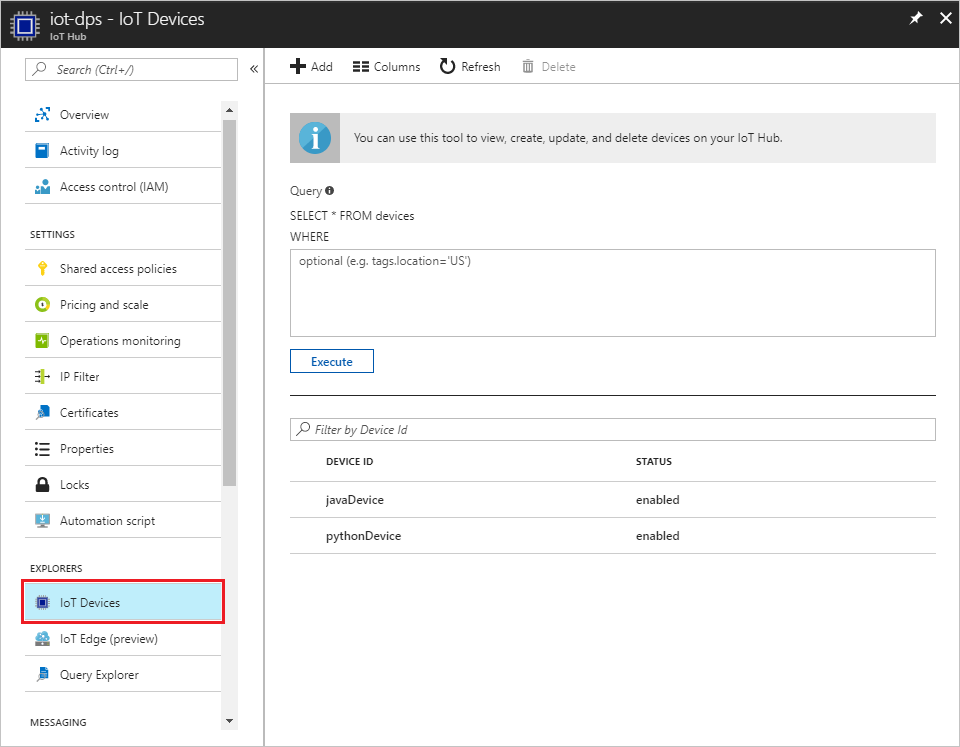 iot-dps - IoT Devices
IoT Hub
Search (Ctrl+/)
«
Overview
Activity log
Access control (IAM)
SETTINGS
Shared access policies
Pricing and scale
Operations monitoring
IP Filter
Certificates
Properties
Locks
Automation script
EXPLORERS
IoT Devices
IoT Edge (preview)
Query Explorer
MESSAGING
Add Columns Refresh Delete
You can use this tool to view, create, update, and delete devices on your IoT Hub.
Query
SELECT * FROM devices
WHERE
optional (e.g. tags.location='US')
Execute
Filter by Device Id
DEVICE ID STATUS
javaDevice enabled
pythonDevice enabled